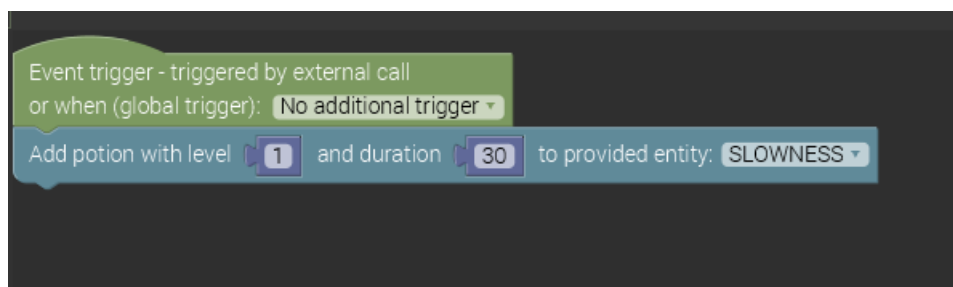 Event trigger - triggered by external call
or when (global trigger): No additional trigger
Add potion with level 1 and duration 30 to provided entity: SLOWNESS